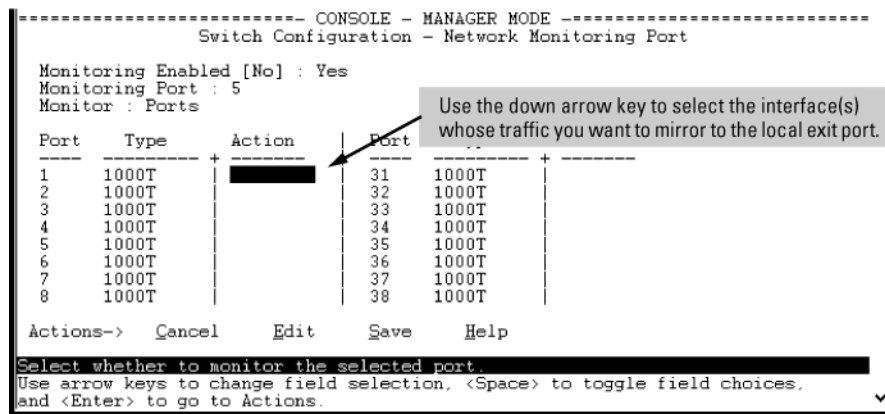 ==========================- CONSOLE - MANAGER MODE -============================
Switch Configuration - Network Monitoring Port
Monitoring Enabled [No] : Yes
Monitoring Port : 5
Monitor : Ports
Use the down arrow key to select the interface(s)
whose traffic you want to mirror to the local exit port.
Port Type Action | Port
---- --------- + ------- | ---- --------- + -------
1 1000T | | 31 1000T |
2 1000T | | 32 1000T |
3 1000T | | 33 1000T |
4 1000T | | 34 1000T |
5 1000T | | 35 1000T |
6 1000T | | 36 1000T |
7 1000T | | 37 1000T |
8 1000T | | 38 1000T |
Actions-> Cancel Edit Save Help
Select whether to monitor the selected port.
Use arrow keys to change field selection, <Space> to toggle field choices,
and <Enter> to go to Actions.